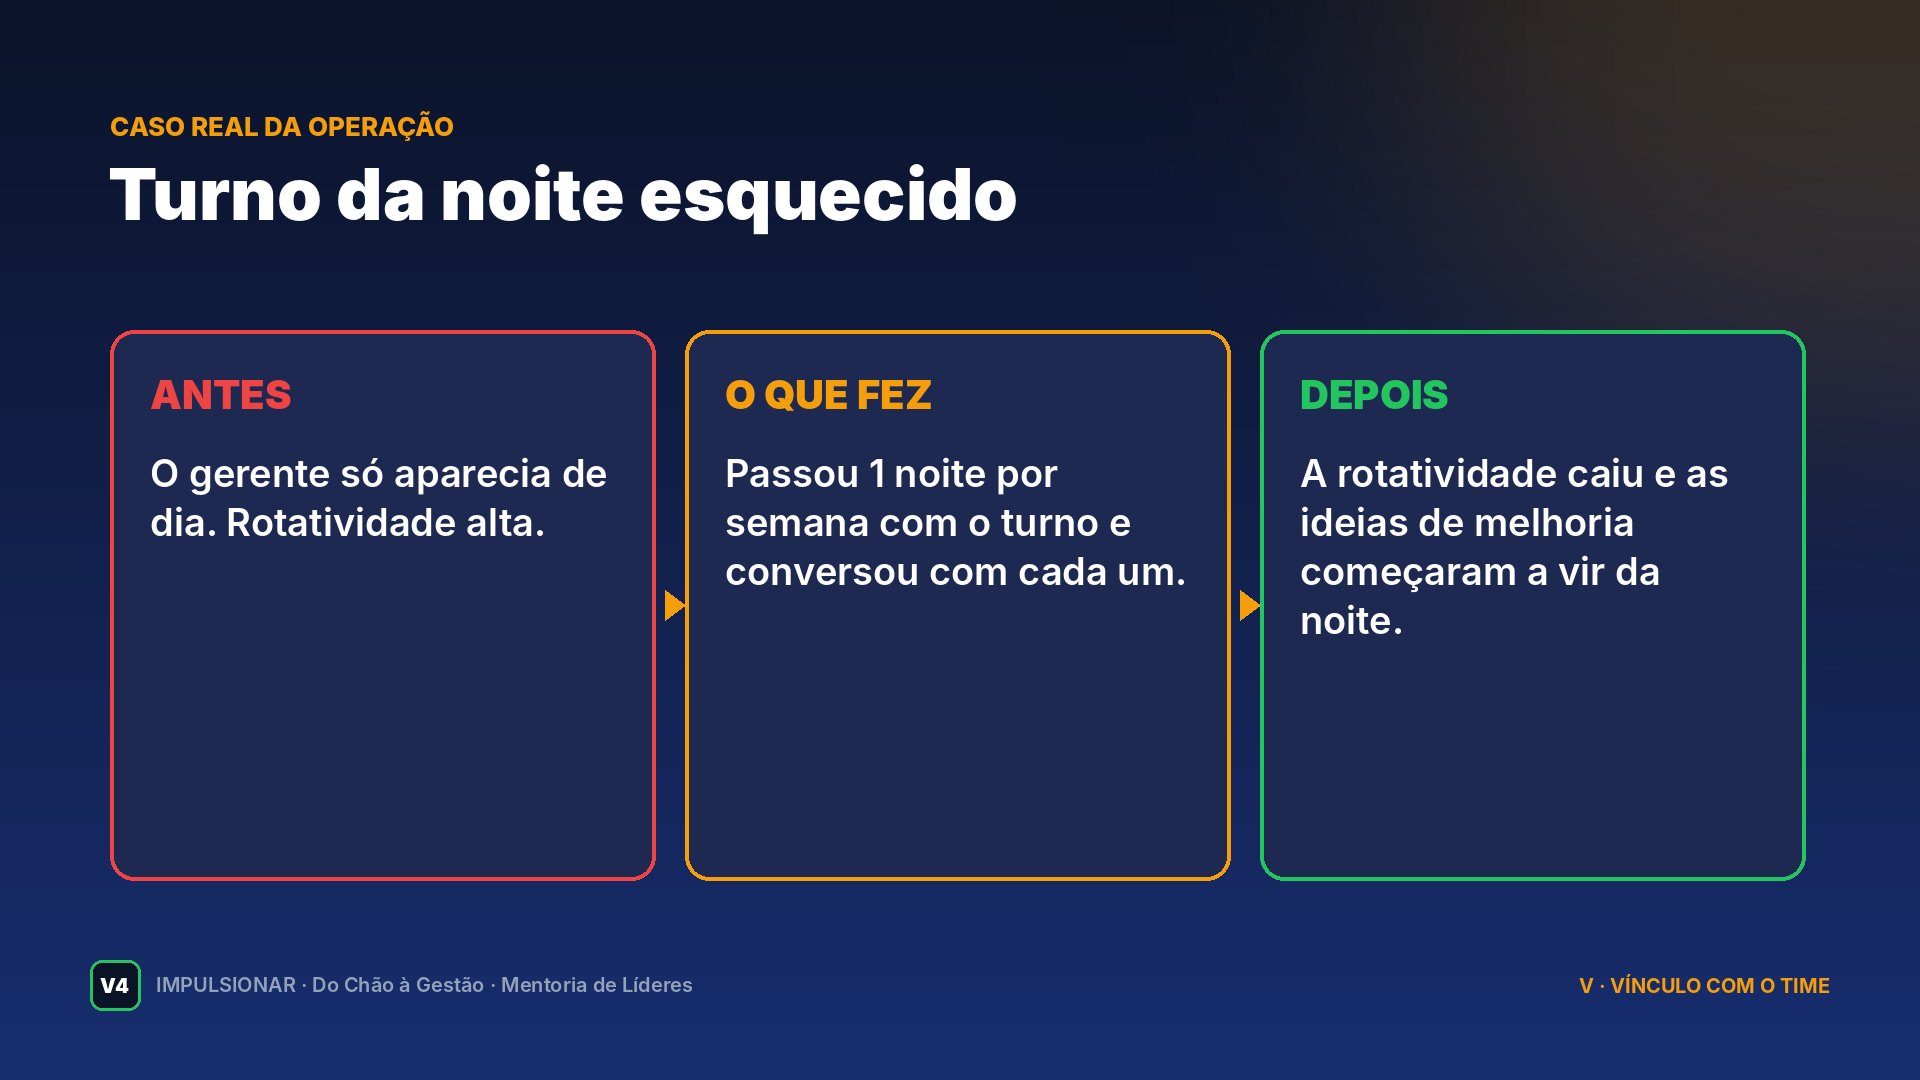 CASO REAL DA OPERAÇÃO
Turno da noite esquecido
ANTES
O gerente só aparecia de
dia. Rotatividade alta.
O QUE FEZ
Passou 1 noite por
semana com o turno e
conversou com cada um.
DEPOIS
A rotatividade caiu e as
ideias de melhoria
começaram a vir da
noite.
V4
IMPULSIONAR · Do Chão à Gestão · Mentoria de Líderes
V · VÍNCULO COM O TIME